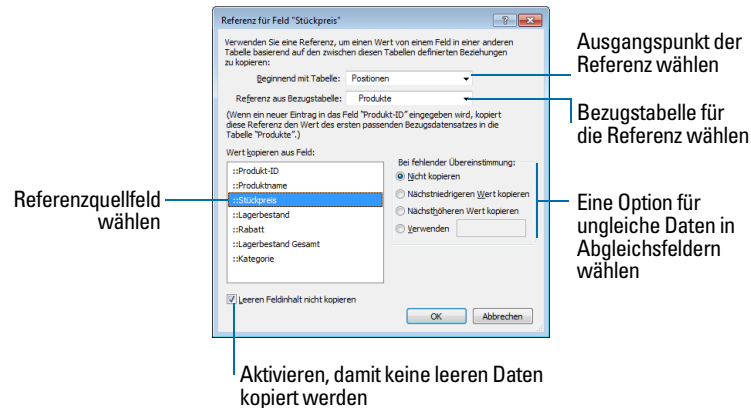 Referenz für Feld "Stückpreis"
Verwenden Sie eine Referenz, um einen Wert von einem Feld in einer anderen
Tabelle basierend auf den zwischen diesen Tabellen definierten Beziehungen
zu kopieren:
Beginnend mit Tabelle: Positionen
Referenz aus Bezugstabelle: Produkte
(Wenn ein neuer Eintrag in das Feld "Produkt-ID" eingegeben wird, kopiert
diese Referenz den Wert des ersten passenden Bezugsdatensatzes in die
Tabelle "Produkte".)
Wert kopieren aus Feld:
::Produkt-ID
::Produktname
::Stückpreis
::Lagerbestand
::Rabatt
::Lagerbestand Gesamt
::Kategorie
Bei fehlender Übereinstimmung:
Nicht kopieren
Nächstniedrigeren Wert kopieren
Nächsthöheren Wert kopieren
Verwenden
Leeren Feldinhalt nicht kopieren
OK Abbrechen
Ausgangspunkt der
Referenz wählen
Bezugstabelle für
die Referenz wählen
Referenzquellfeld
wählen
Eine Option für
ungleiche Daten in
Abgleichsfeldern
wählen
Aktivieren, damit keine leeren Daten
kopiert werden